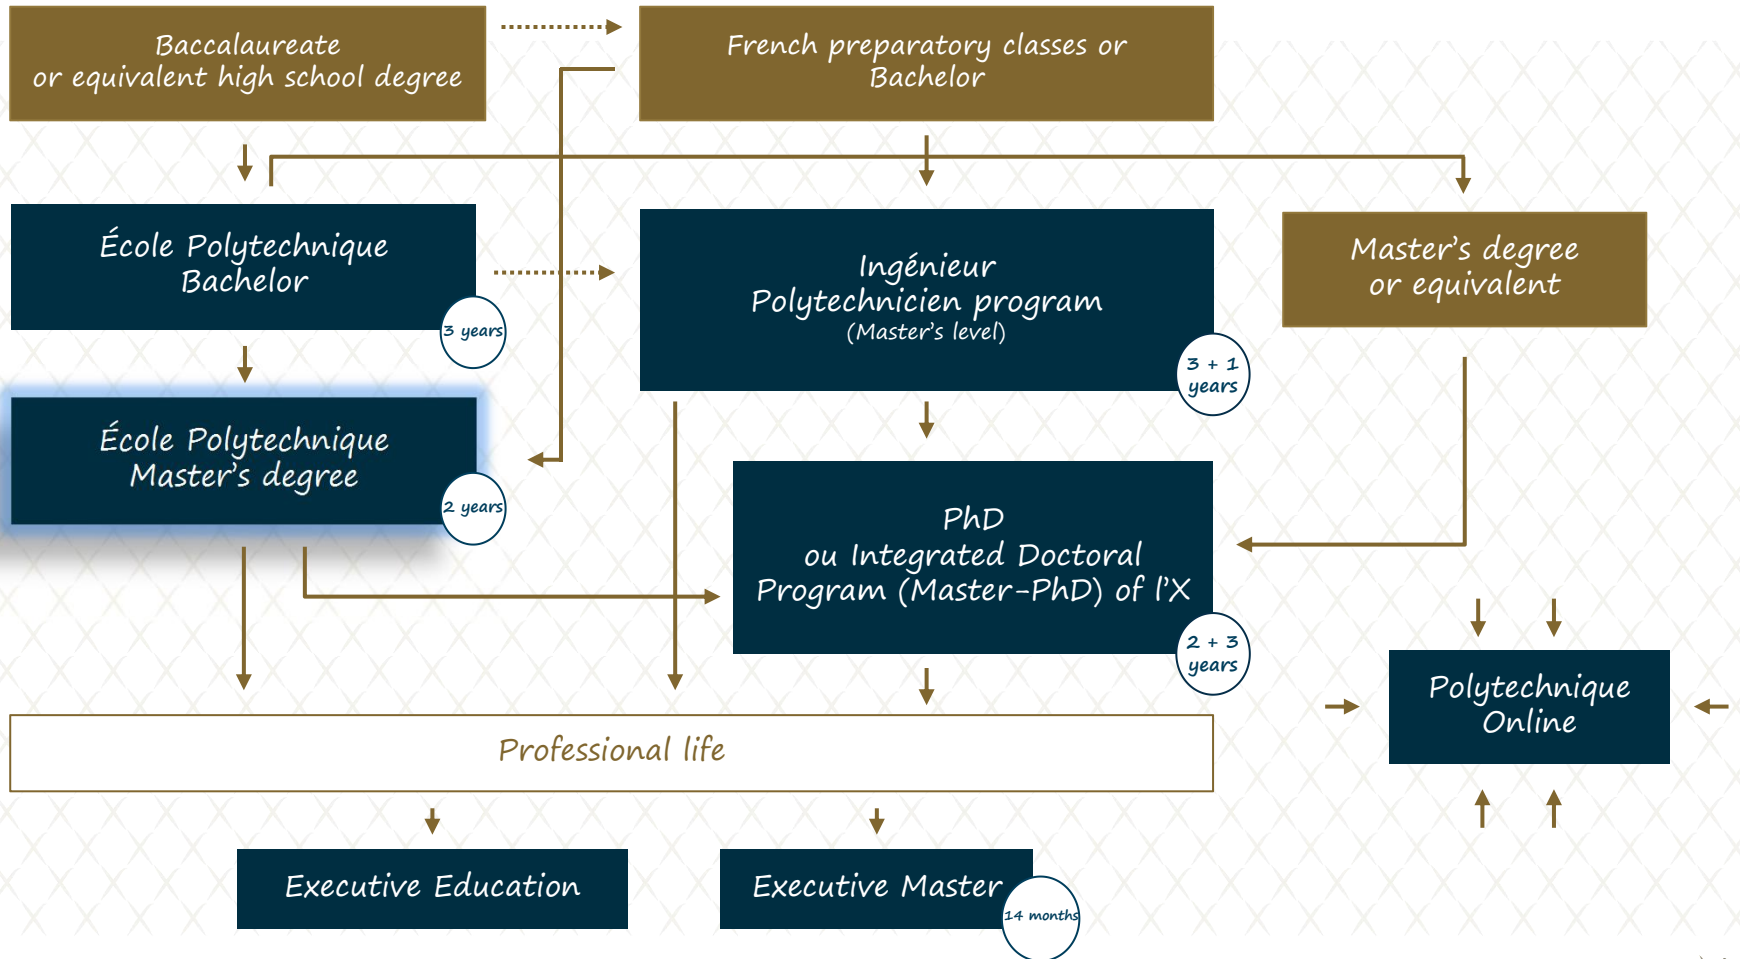 Baccalaureate
or equivalent high school degree
French preparatory classes or
Bachelor
École Polytechnique
Bachelor
3 years
Ingénieur
Polytechnicien program
(Master's level)
3 + 1
years
Master's degree
or equivalent
École Polytechnique
Master's degree
2 years
PhD
ou Integrated Doctoral
Program (Master-PhD) of l'X
2 + 3
years
Polytechnique
Online
Professional life
Executive Education
Executive Master
14 months